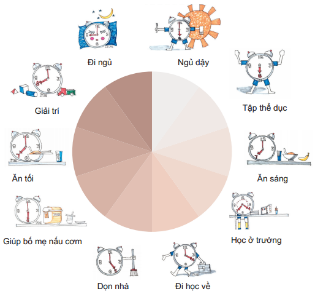 Ngủ dậy
Tập thể dục
Ăn sáng
Học ở trường
Đi học về
Dọn nhà
Giúp bố mẹ nấu cơm
Ăn tối
Giải trí
Đi ngủ